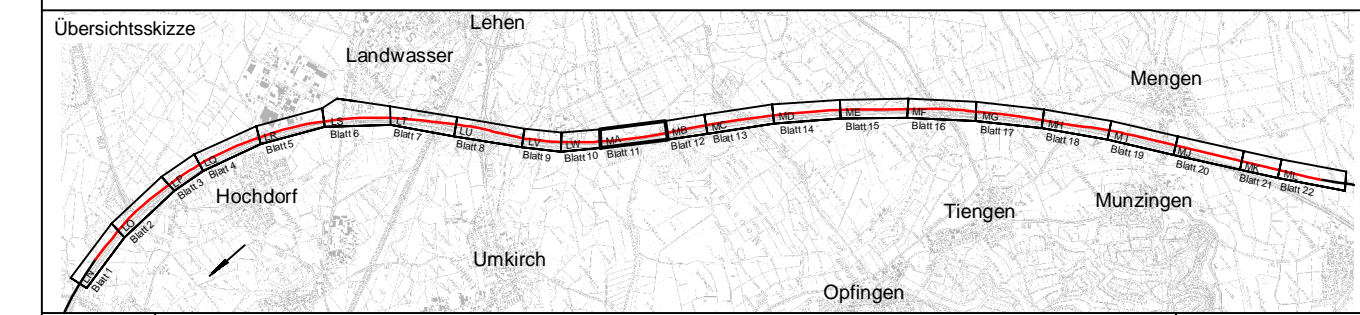 Übersichtsskizze
Lehen
Landwasser
Mengen
Hochdorf
Umkirch
Tiengen
Munzingen
Opfingen
LN
Blatt 1
LO
Blatt 2
LP
Blatt 3
LQ
Blatt 4
LR
Blatt 5
LS
Blatt 6
LT
Blatt 7
LU
Blatt 8
LV
Blatt 9
LW
Blatt 10
MA
Blatt 11
MB
Blatt 12
MC
Blatt 13
MD
Blatt 14
ME
Blatt 15
MF
Blatt 16
MG
Blatt 17
MH
Blatt 18
MI
Blatt 19
MJ
Blatt 20
MK
Blatt 21
ML
Blatt 22